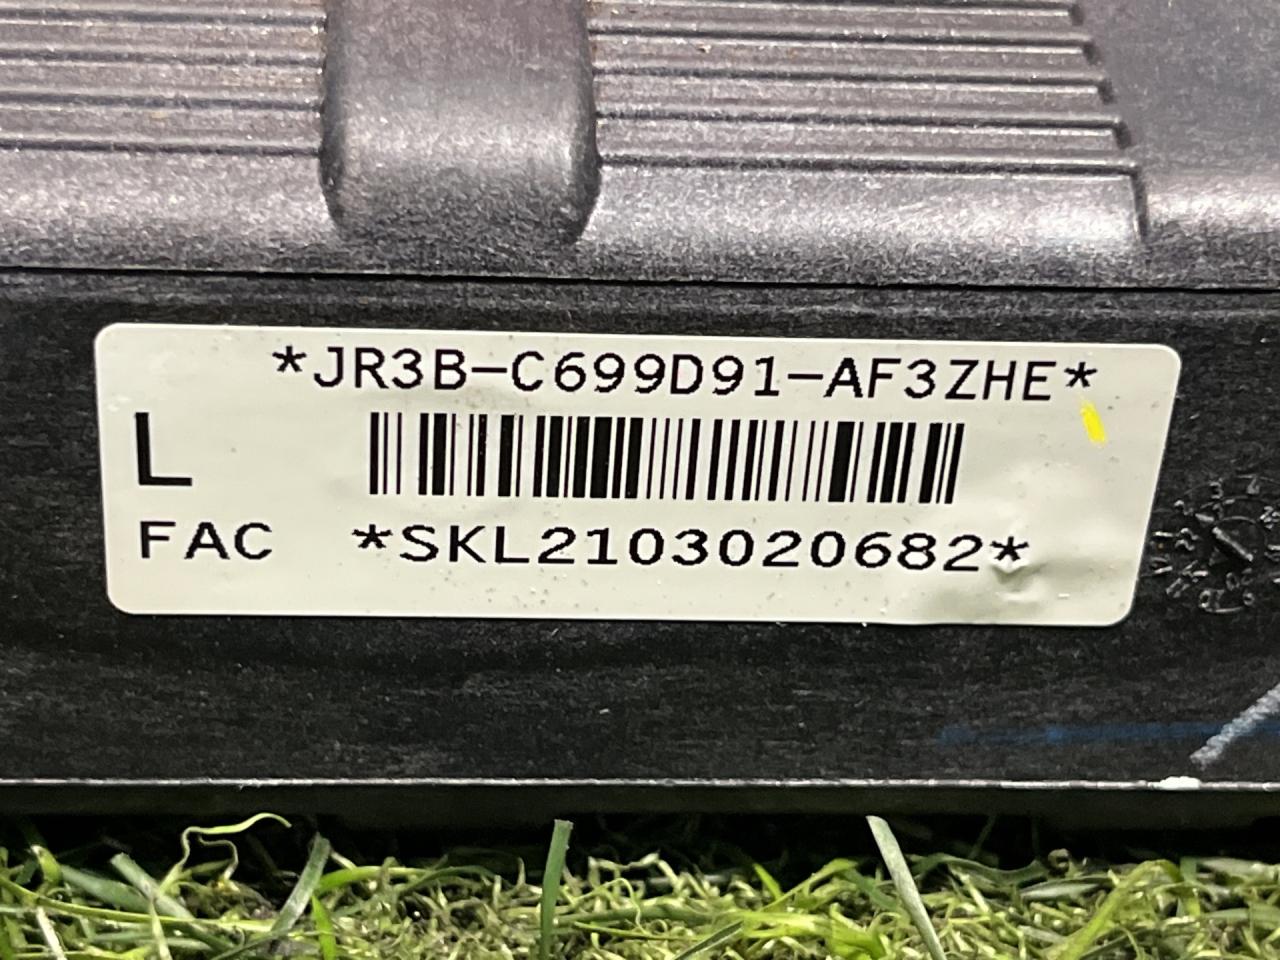 *JR3B-C699D91-AF3ZHE*
L
FAC *SKL2103020682*